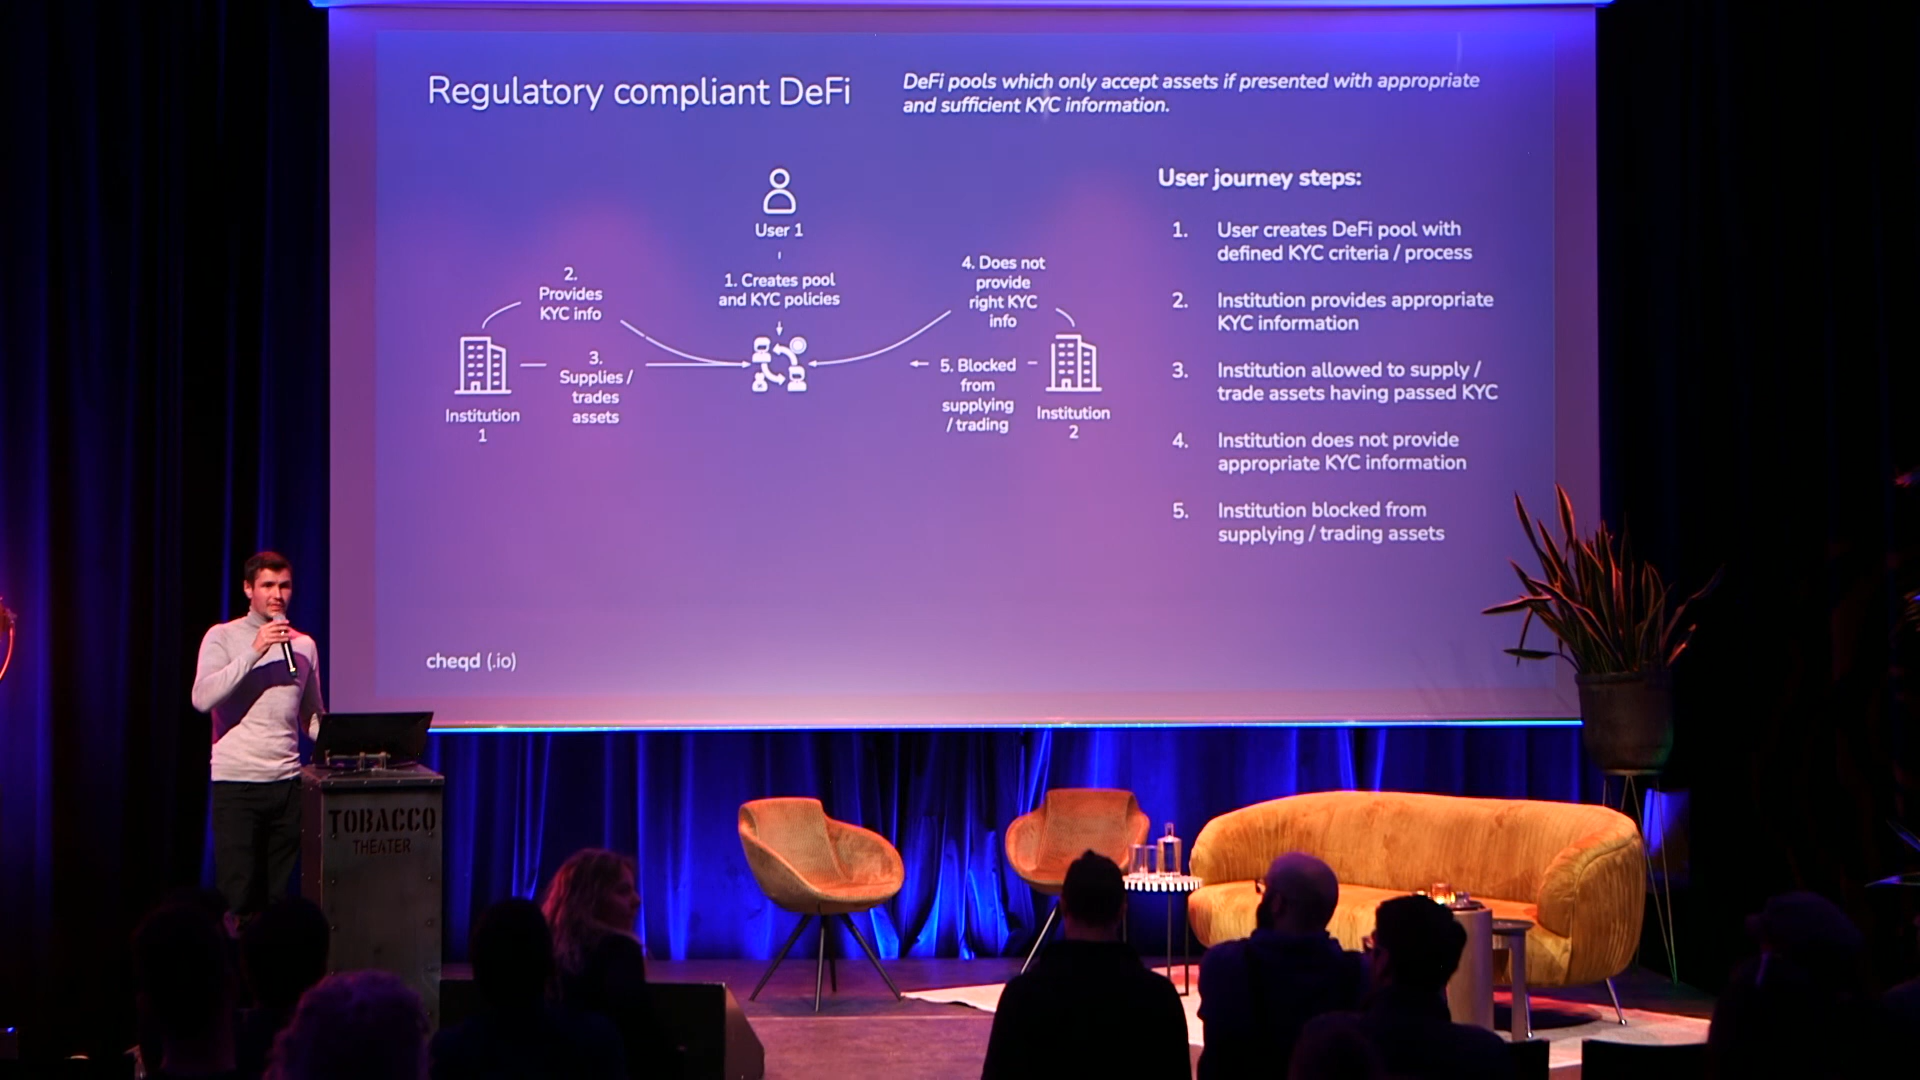 Regulatory compliant DeFi
DeFi pools which only accept assets if presented with appropriate
and sufficient KYC information.
User 1
1. Creates pool
and KYC policies
2.
Provides
KYC info
3.
Supplies /
trades
assets
Institution
1
4. Does not
provide
right KYC
info
5. Blocked
from
supplying
/ trading
Institution
2
User journey steps:
1. User creates DeFi pool with
defined KYC criteria / process
2. Institution provides appropriate
KYC information
3. Institution allowed to supply /
trade assets having passed KYC
4. Institution does not provide
appropriate KYC information
5. Institution blocked from
supplying / trading assets
cheqd (.io)
TOBACCO
THEATER